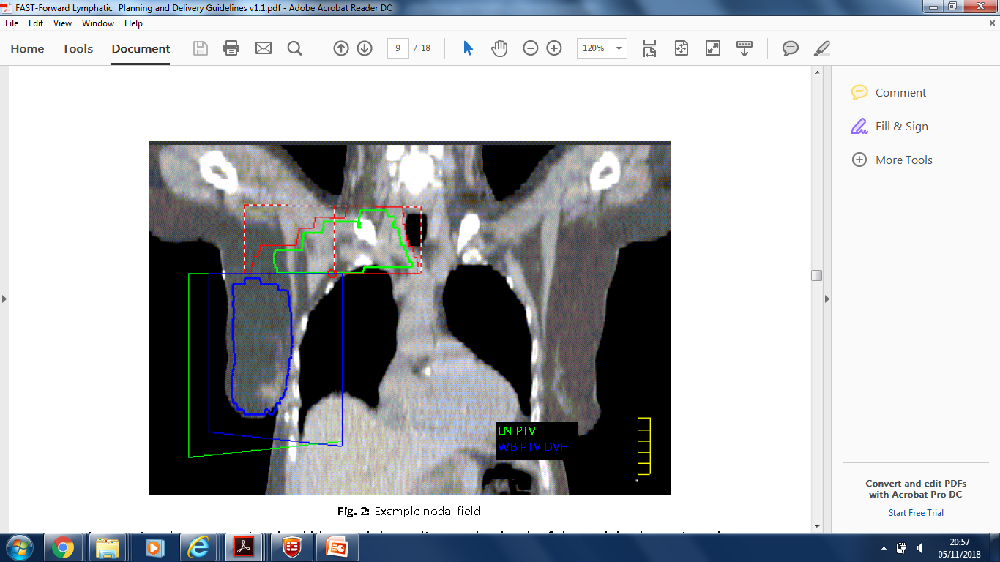 FAST-Forward Lymphatic_ Planning and Delivery Guidelines v1.1.pdf - Adobe Acrobat Reader DC
File Edit View Window Help
Home Tools Document 9 / 18 120%
Comment
Fill & Sign
More Tools
LN PTV
WB PTV DVH
Fig. 2: Example nodal field
Convert and edit PDFs
with Acrobat Pro DC
Start Free Trial
20:57
05/11/2018